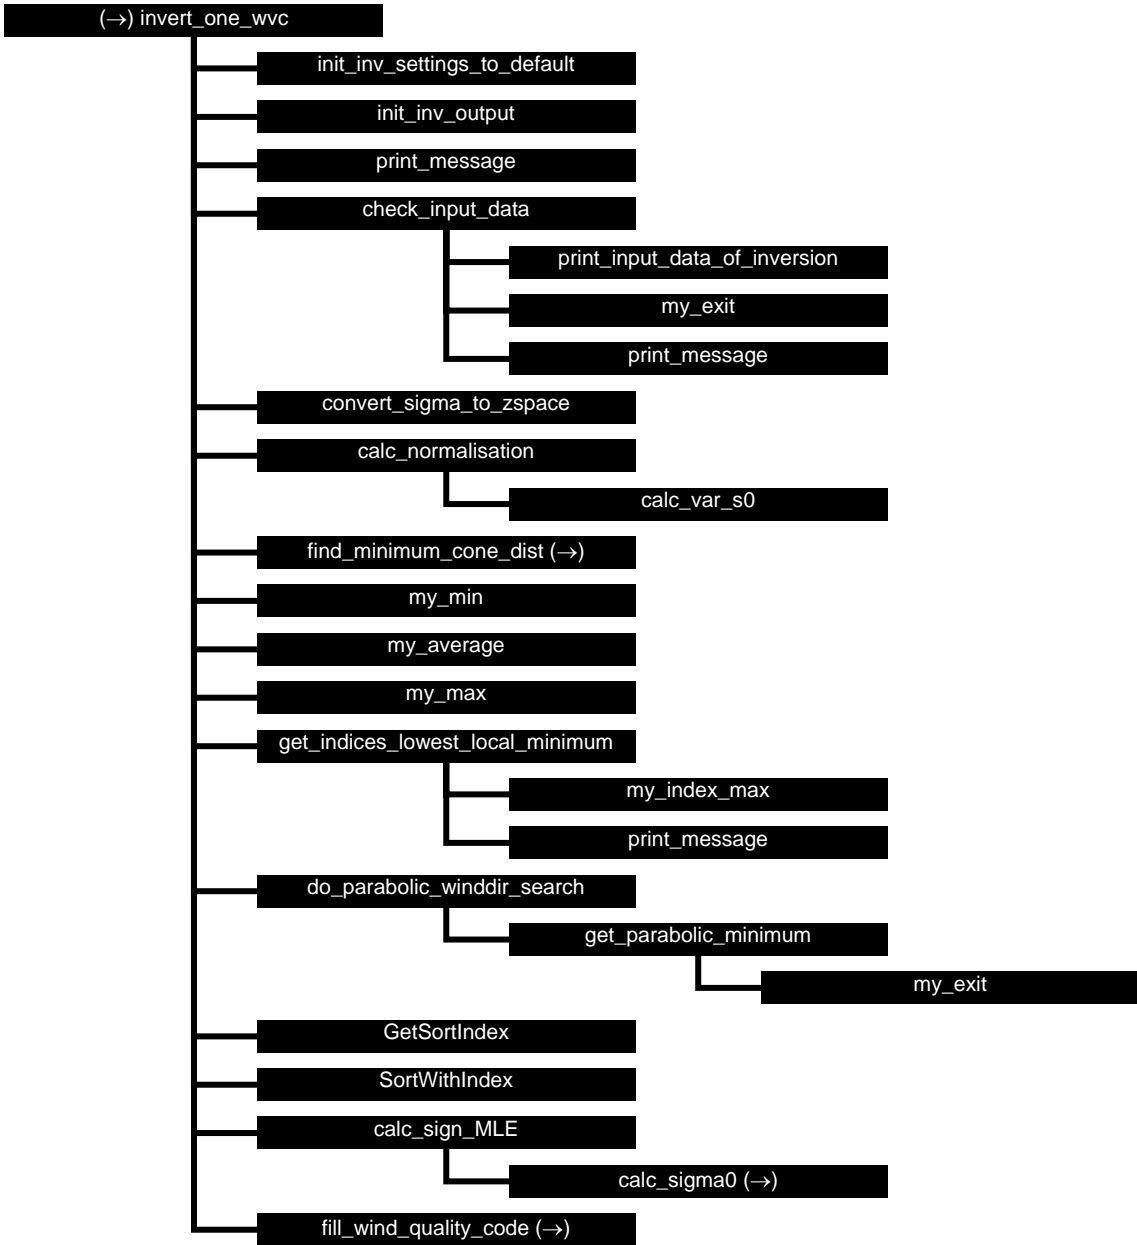 (→) invert_one_wvc
init_inv_settings_to_default
init_inv_output
print_message
check_input_data
print_input_data_of_inversion
my_exit
print_message
convert_sigma_to_zspace
calc_normalisation
calc_var_s0
find_minimum_cone_dist (→)
my_min
my_average
my_max
get_indices_lowest_local_minimum
my_index_max
print_message
do_parabolic_winddir_search
get_parabolic_minimum
my_exit
GetSortIndex
SortWithIndex
calc_sign_MLE
calc_sigma0 (→)
fill_wind_quality_code (→)